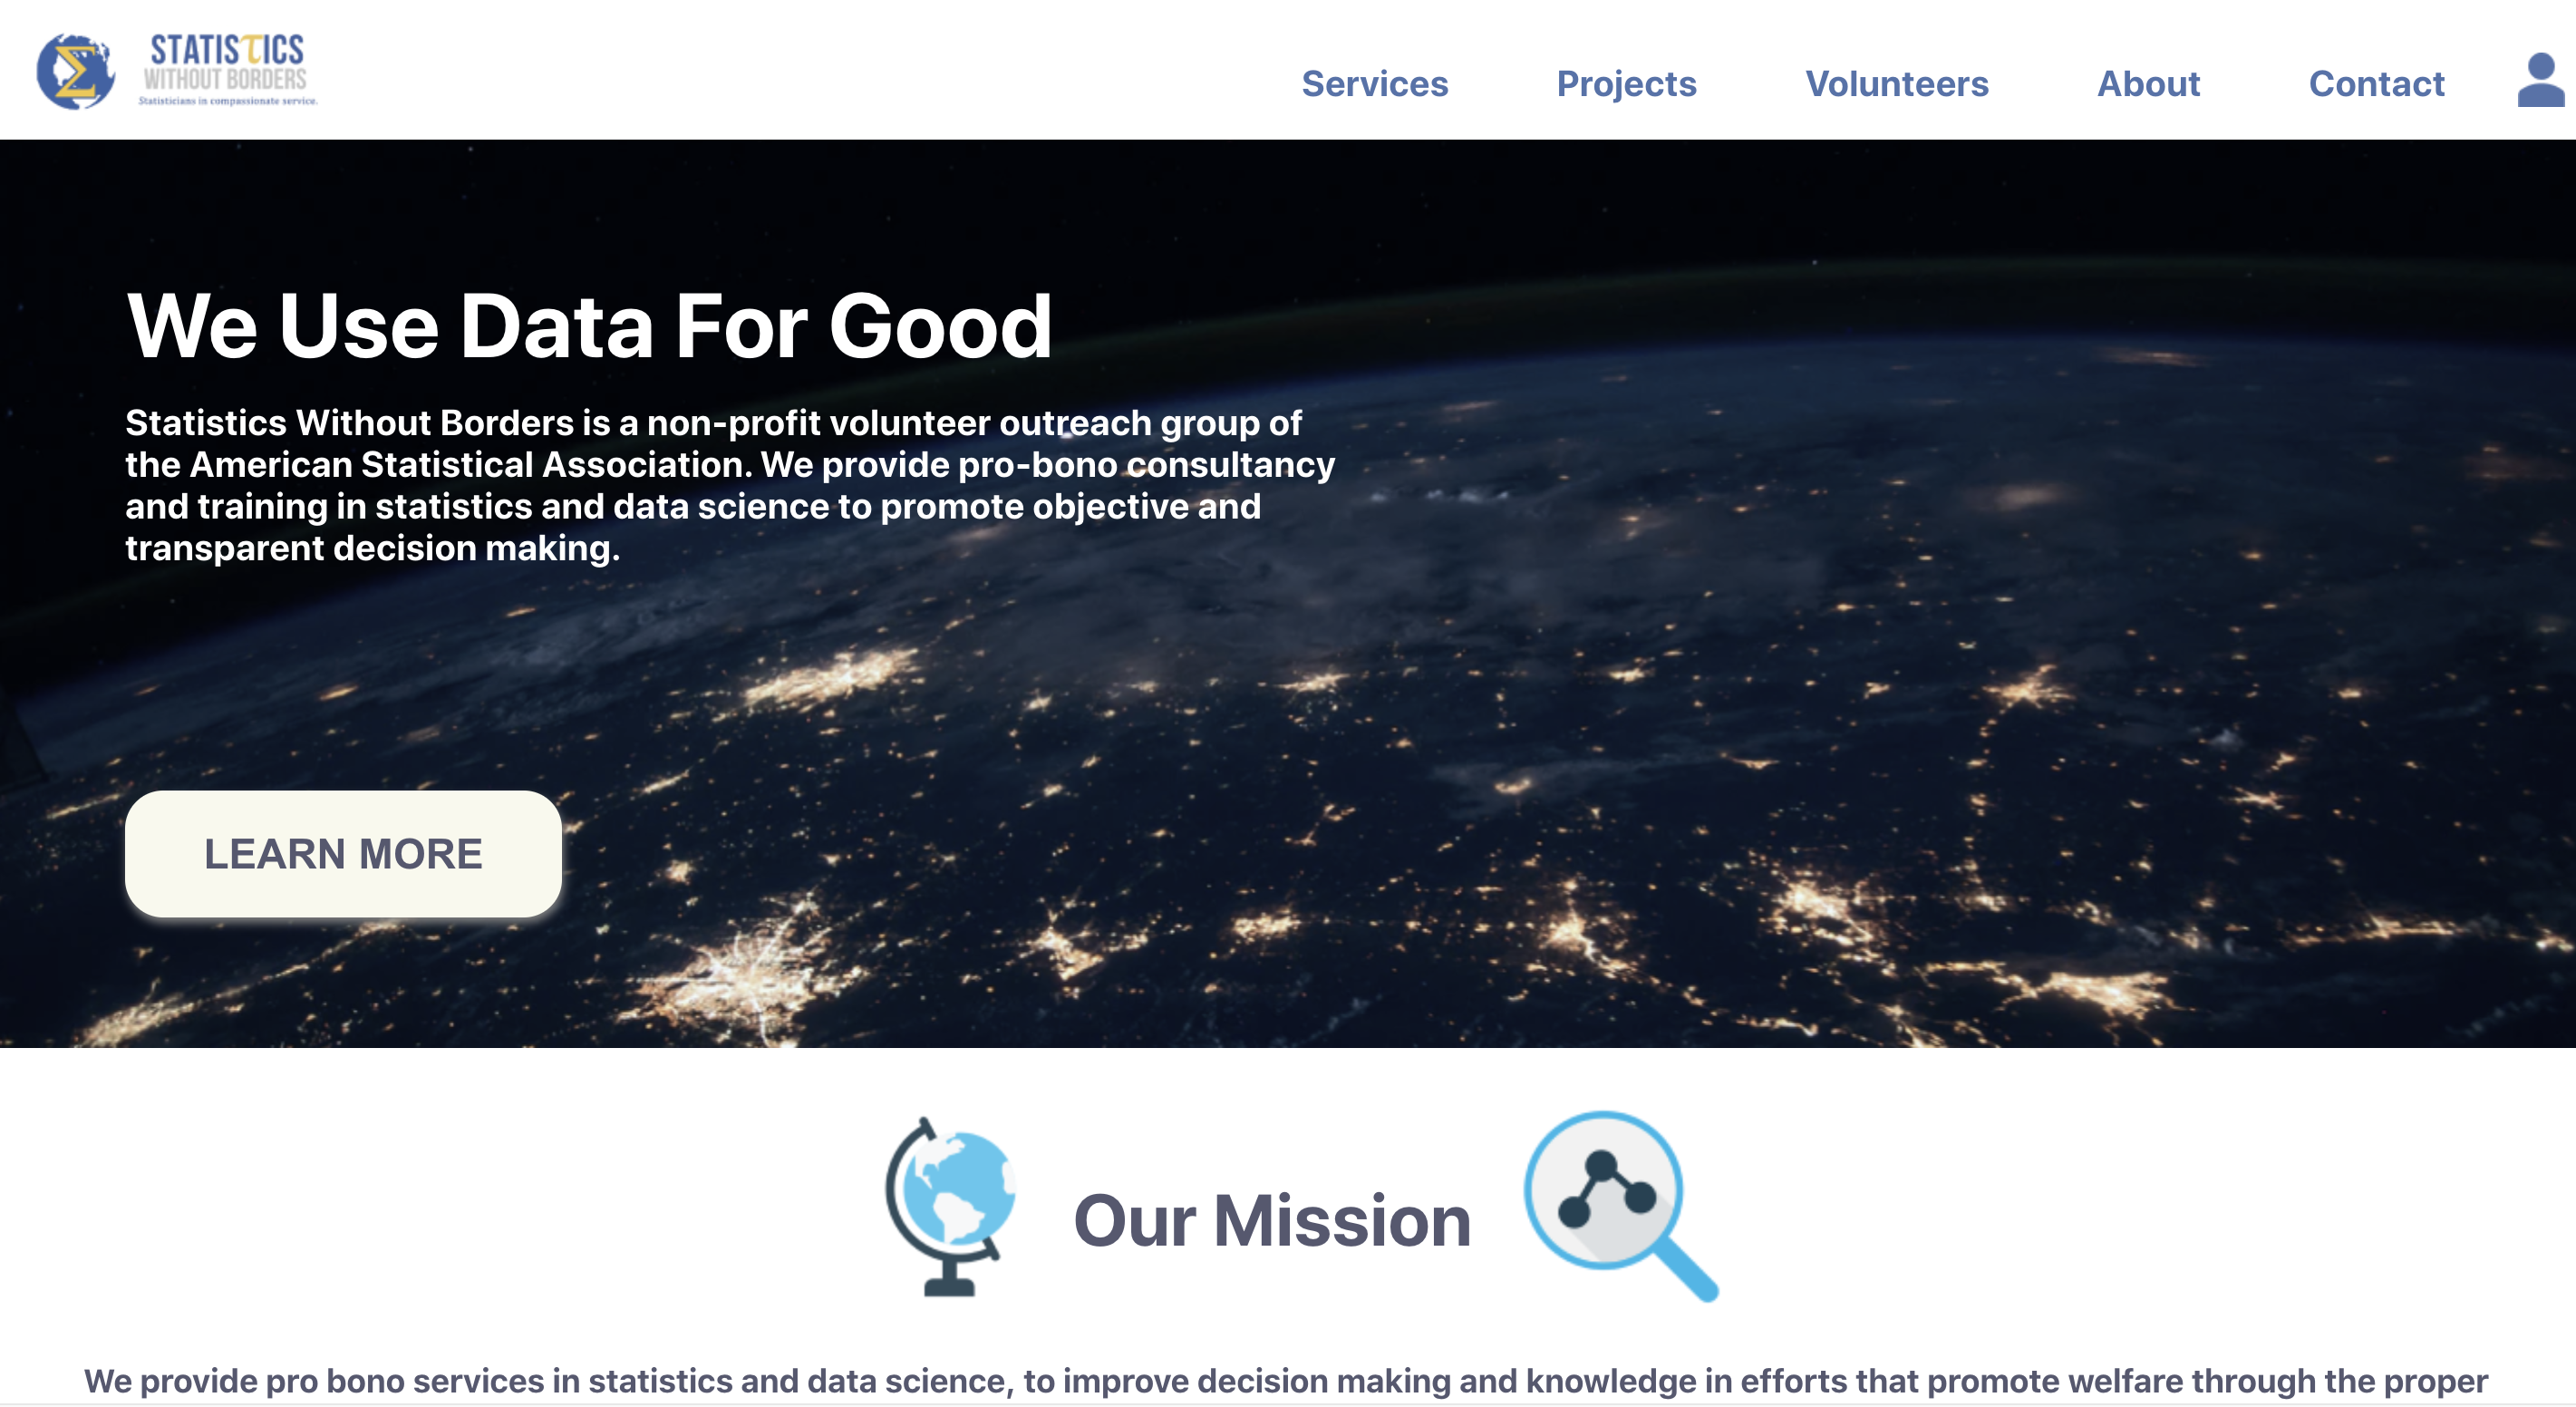 STATISTICS
WITHOUT BORDERS
Statisticians in compassionate service.
Services Projects Volunteers About Contact
We Use Data For Good
Statistics Without Borders is a non-profit volunteer outreach group of
the American Statistical Association. We provide pro-bono consultancy
and training in statistics and data science to promote objective and
transparent decision making.
LEARN MORE
Our Mission
We provide pro bono services in statistics and data science, to improve decision making and knowledge in efforts that promote welfare through the proper